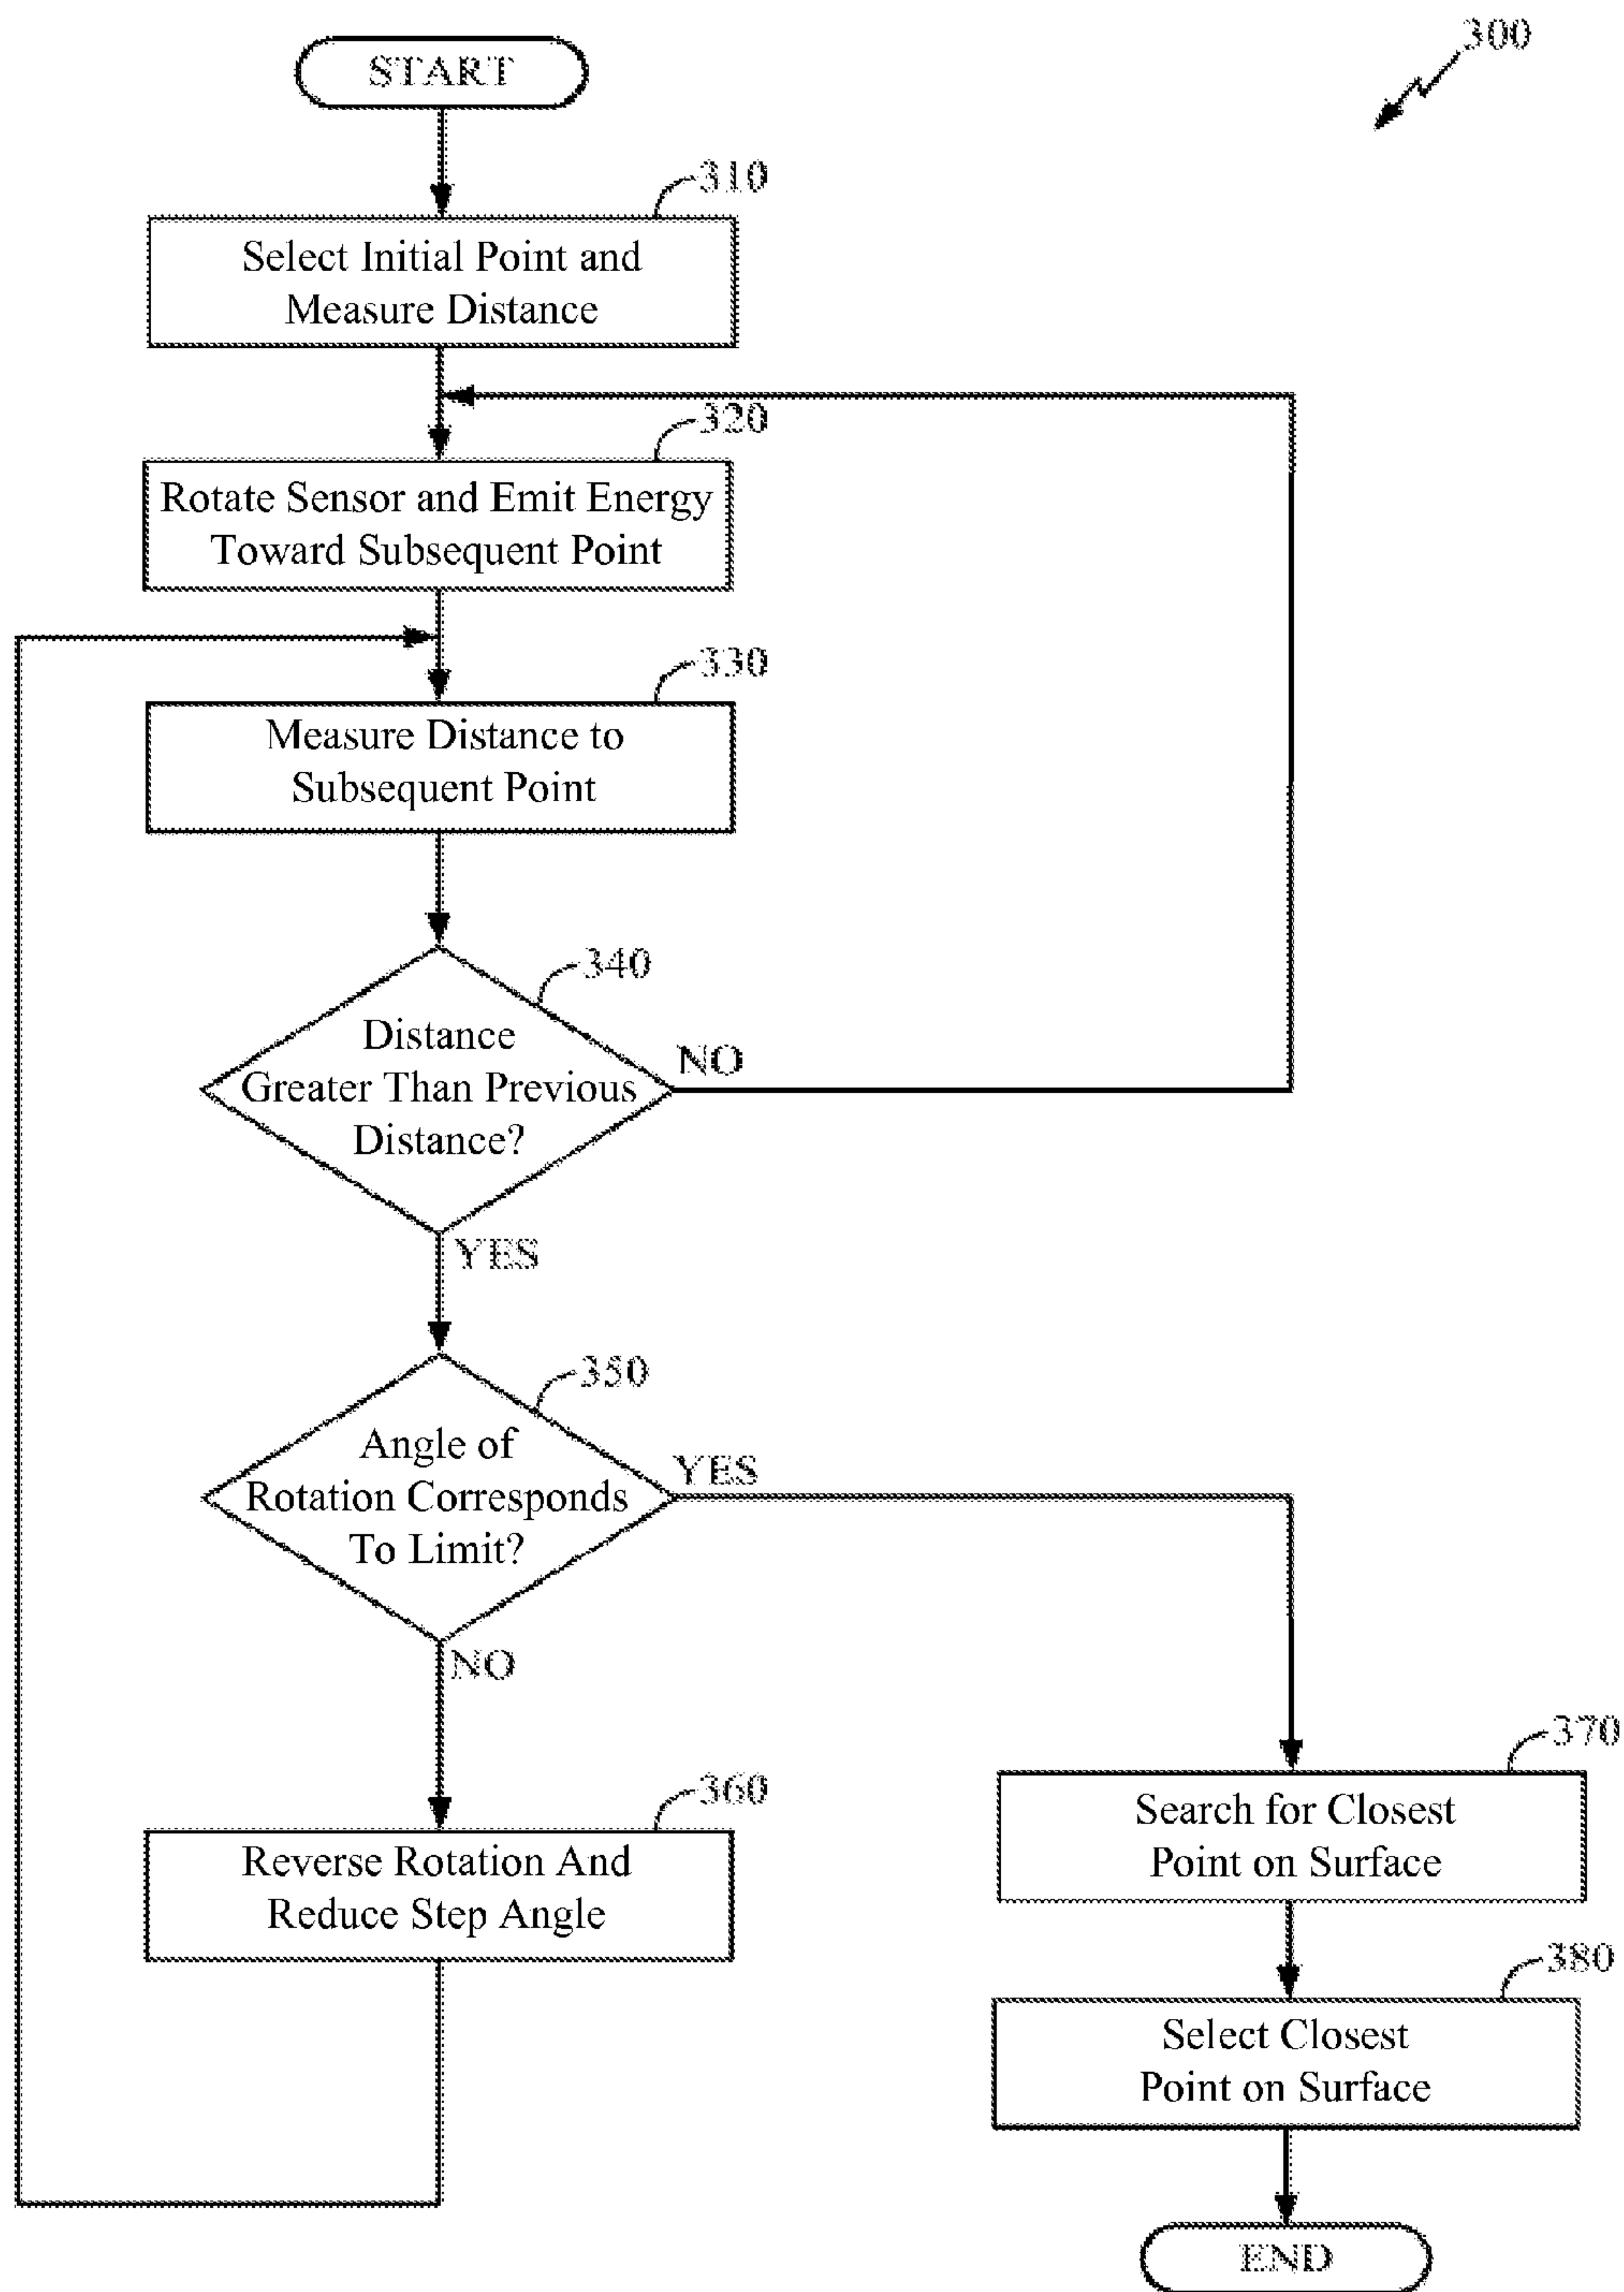 300
START
310
Select Initial Point and
Measure Distance
320
Rotate Sensor and Emit Energy
Toward Subsequent Point
330
Measure Distance to
Subsequent Point
340
Distance
Greater Than Previous
Distance?
NO
YES
350
Angle of
Rotation Corresponds
To Limit?
YES
NO
360
Reverse Rotation And
Reduce Step Angle
370
Search for Closest
Point on Surface
380
Select Closest
Point on Surface
END